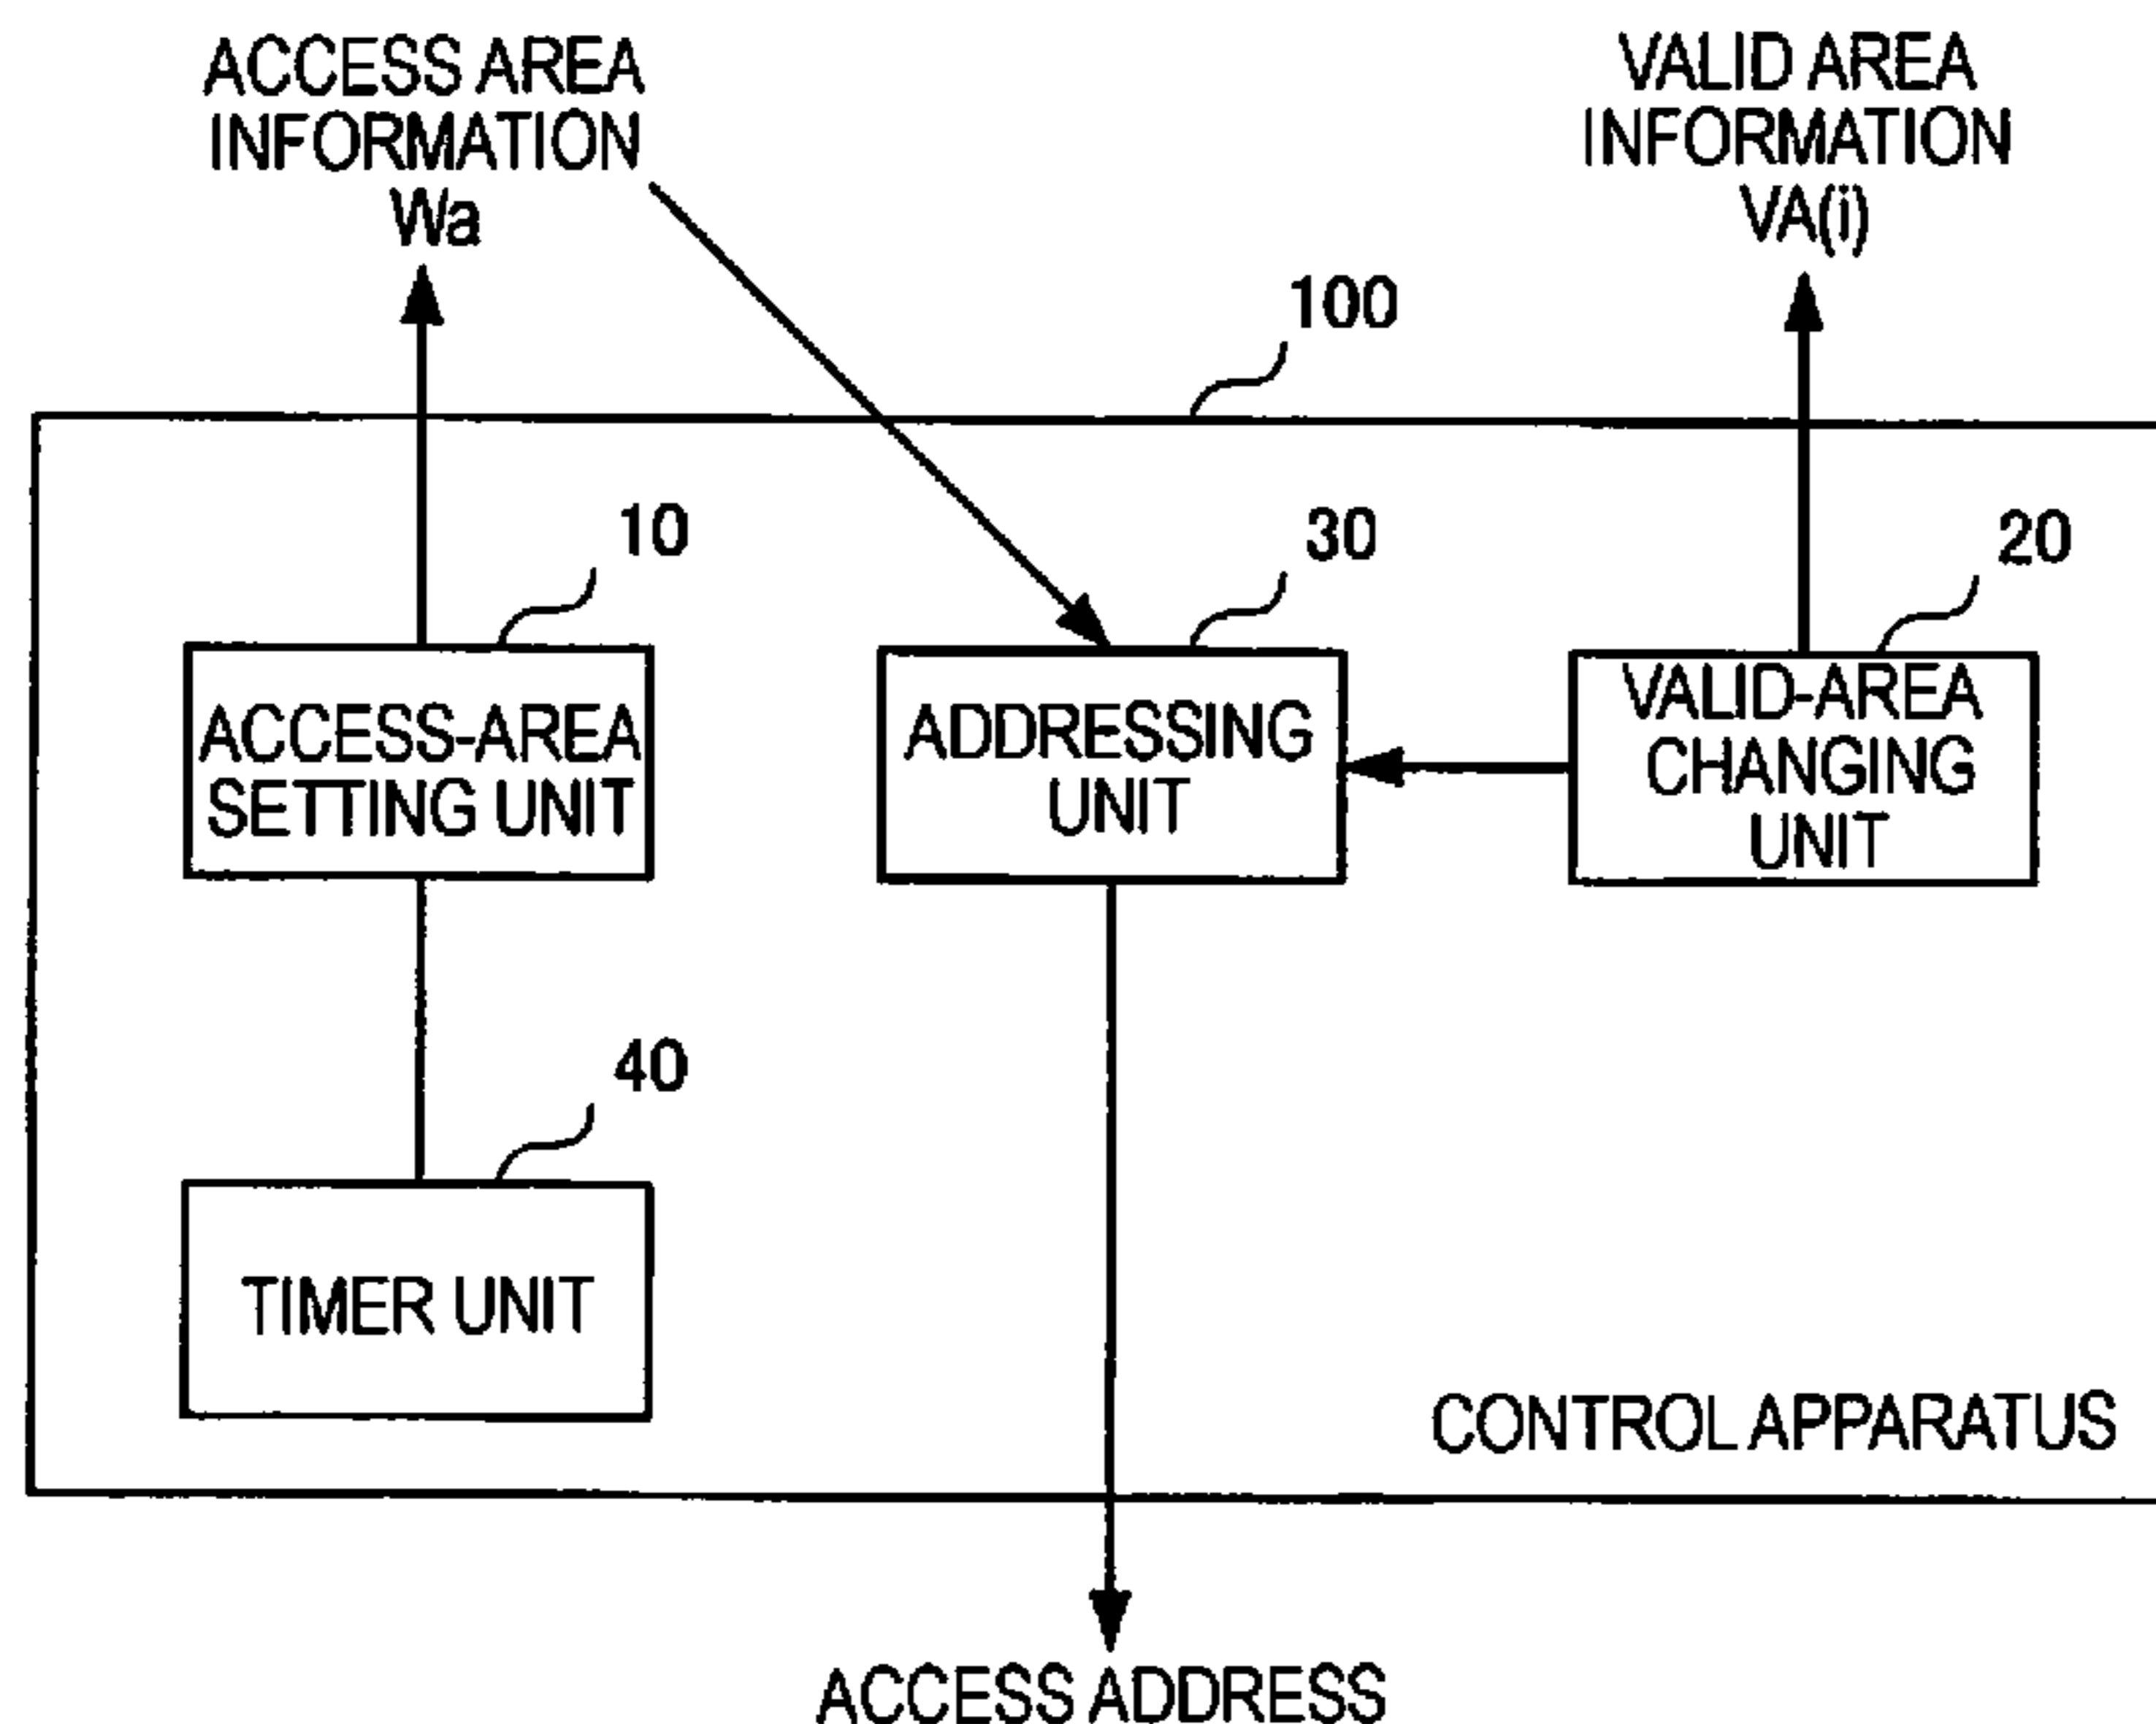 ACCESS AREA
INFORMATION
Wa
VALID AREA
INFORMATION
VA(i)
100
10
30
20
ACCESS-AREA
SETTING UNIT
ADDRESSING
UNIT
VALID-AREA
CHANGING
UNIT
40
TIMER UNIT
CONTROL APPARATUS
ACCESS ADDRESS